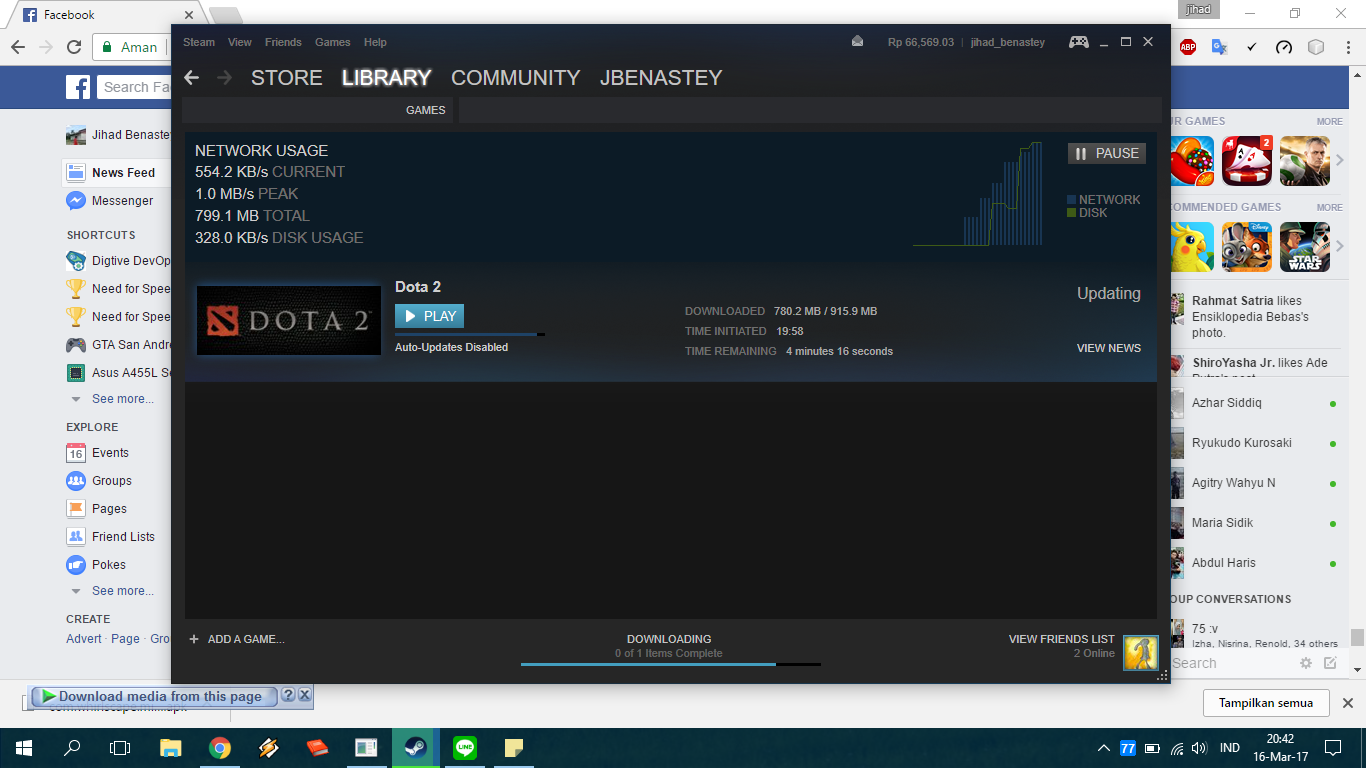 Facebook
jihad
Aman
ABP
Search Fa
Jihad Benastey
News Feed
Messenger
SHORTCUTS
Digtive DevOp
Need for Spee
Need for Spee
GTA San Andr
Asus A455L Se
See more...
EXPLORE
16 Events
Groups
Pages
Friend Lists
Pokes
See more...
CREATE
Advert · Page · Gro
Steam View Friends Games Help
Rp 66,569.03 | jihad_benastey
STORE LIBRARY COMMUNITY JBENASTEY
GAMES
NETWORK USAGE
554.2 KB/s CURRENT
1.0 MB/s PEAK
799.1 MB TOTAL
328.0 KB/s DISK USAGE
PAUSE
NETWORK
DISK
DOTA 2
Dota 2
PLAY
Auto-Updates Disabled
DOWNLOADED 780.2 MB / 915.9 MB
TIME INITIATED 19:58
TIME REMAINING 4 minutes 16 seconds
Updating
VIEW NEWS
+ ADD A GAME...
DOWNLOADING
0 of 1 Items Complete
VIEW FRIENDS LIST
2 Online
UR GAMES MORE
2
COMMENDED GAMES MORE
Disney
STAR WARS
Rahmat Satria likes
Ensiklopedia Bebas's
photo.
ShiroYasha Jr. likes Ade
Azhar Siddiq
Ryukudo Kurosaki
Agitry Wahyu N
Maria Sidik
Abdul Haris
OUP CONVERSATIONS
75 :v
Izha, Nisrina, Renold, 34 others
Search
Download media from this page ? X
Tampilkan semua
LINE
77
IND
20:42
16-Mar-17